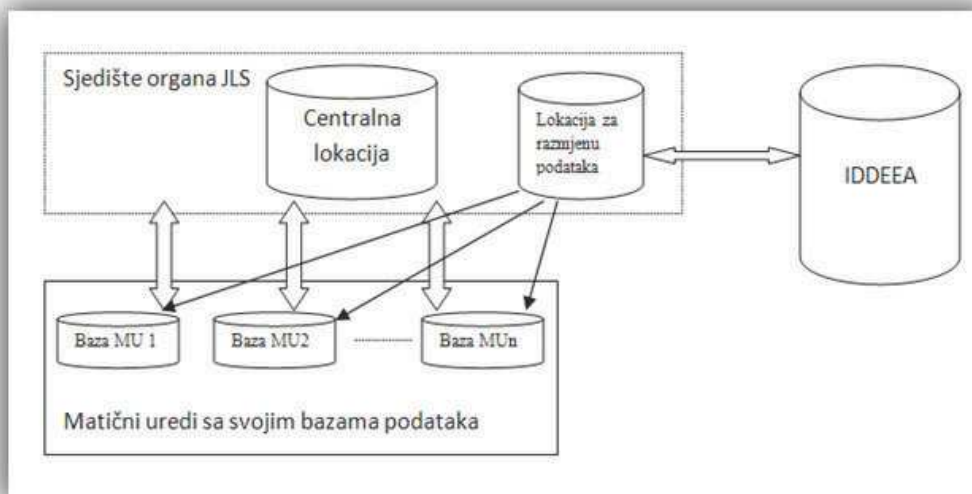 Sjedište organa JLS
Centralna
lokacija
Lokacija za
razmjenu
podataka
IDDEEA
Baza MU 1
Baza MU2
Baza MUn
Matični uredi sa svojim bazama podataka